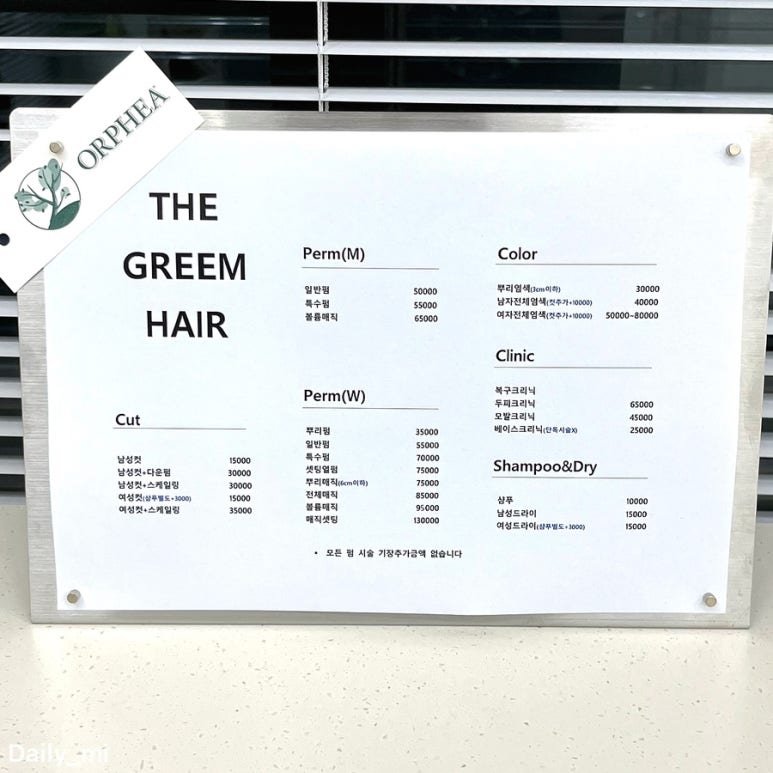 ORPHEA
THE
GREEM
HAIR
Cut
남성컷 15000
남성컷+다운펌 30000
남성컷+스케일링 30000
여성컷(샴푸별도+3000) 15000
여성컷+스케일링 35000
Perm(M)
일반펌 50000
특수펌 55000
볼륨매직 65000
Perm(W)
뿌리펌 35000
일반펌 55000
특수펌 70000
셋팅열펌 75000
뿌리매직(6cm이하) 75000
전체매직 85000
볼륨매직 95000
매직셋팅 130000
Color
뿌리염색(3cm이하) 30000
남자전체염색(컷추가+10000) 40000
여자전체염색(컷추가+10000) 50000~80000
Clinic
복구크리닉
두피크리닉 65000
모발크리닉 45000
베이스크리닉(단독시술X) 25000
Shampoo&Dry
샴푸 10000
남성드라이 15000
여성드라이(샴푸별도+3000) 15000
• 모든 펌 시술 기장추가금액 없습니다
Daily_mi